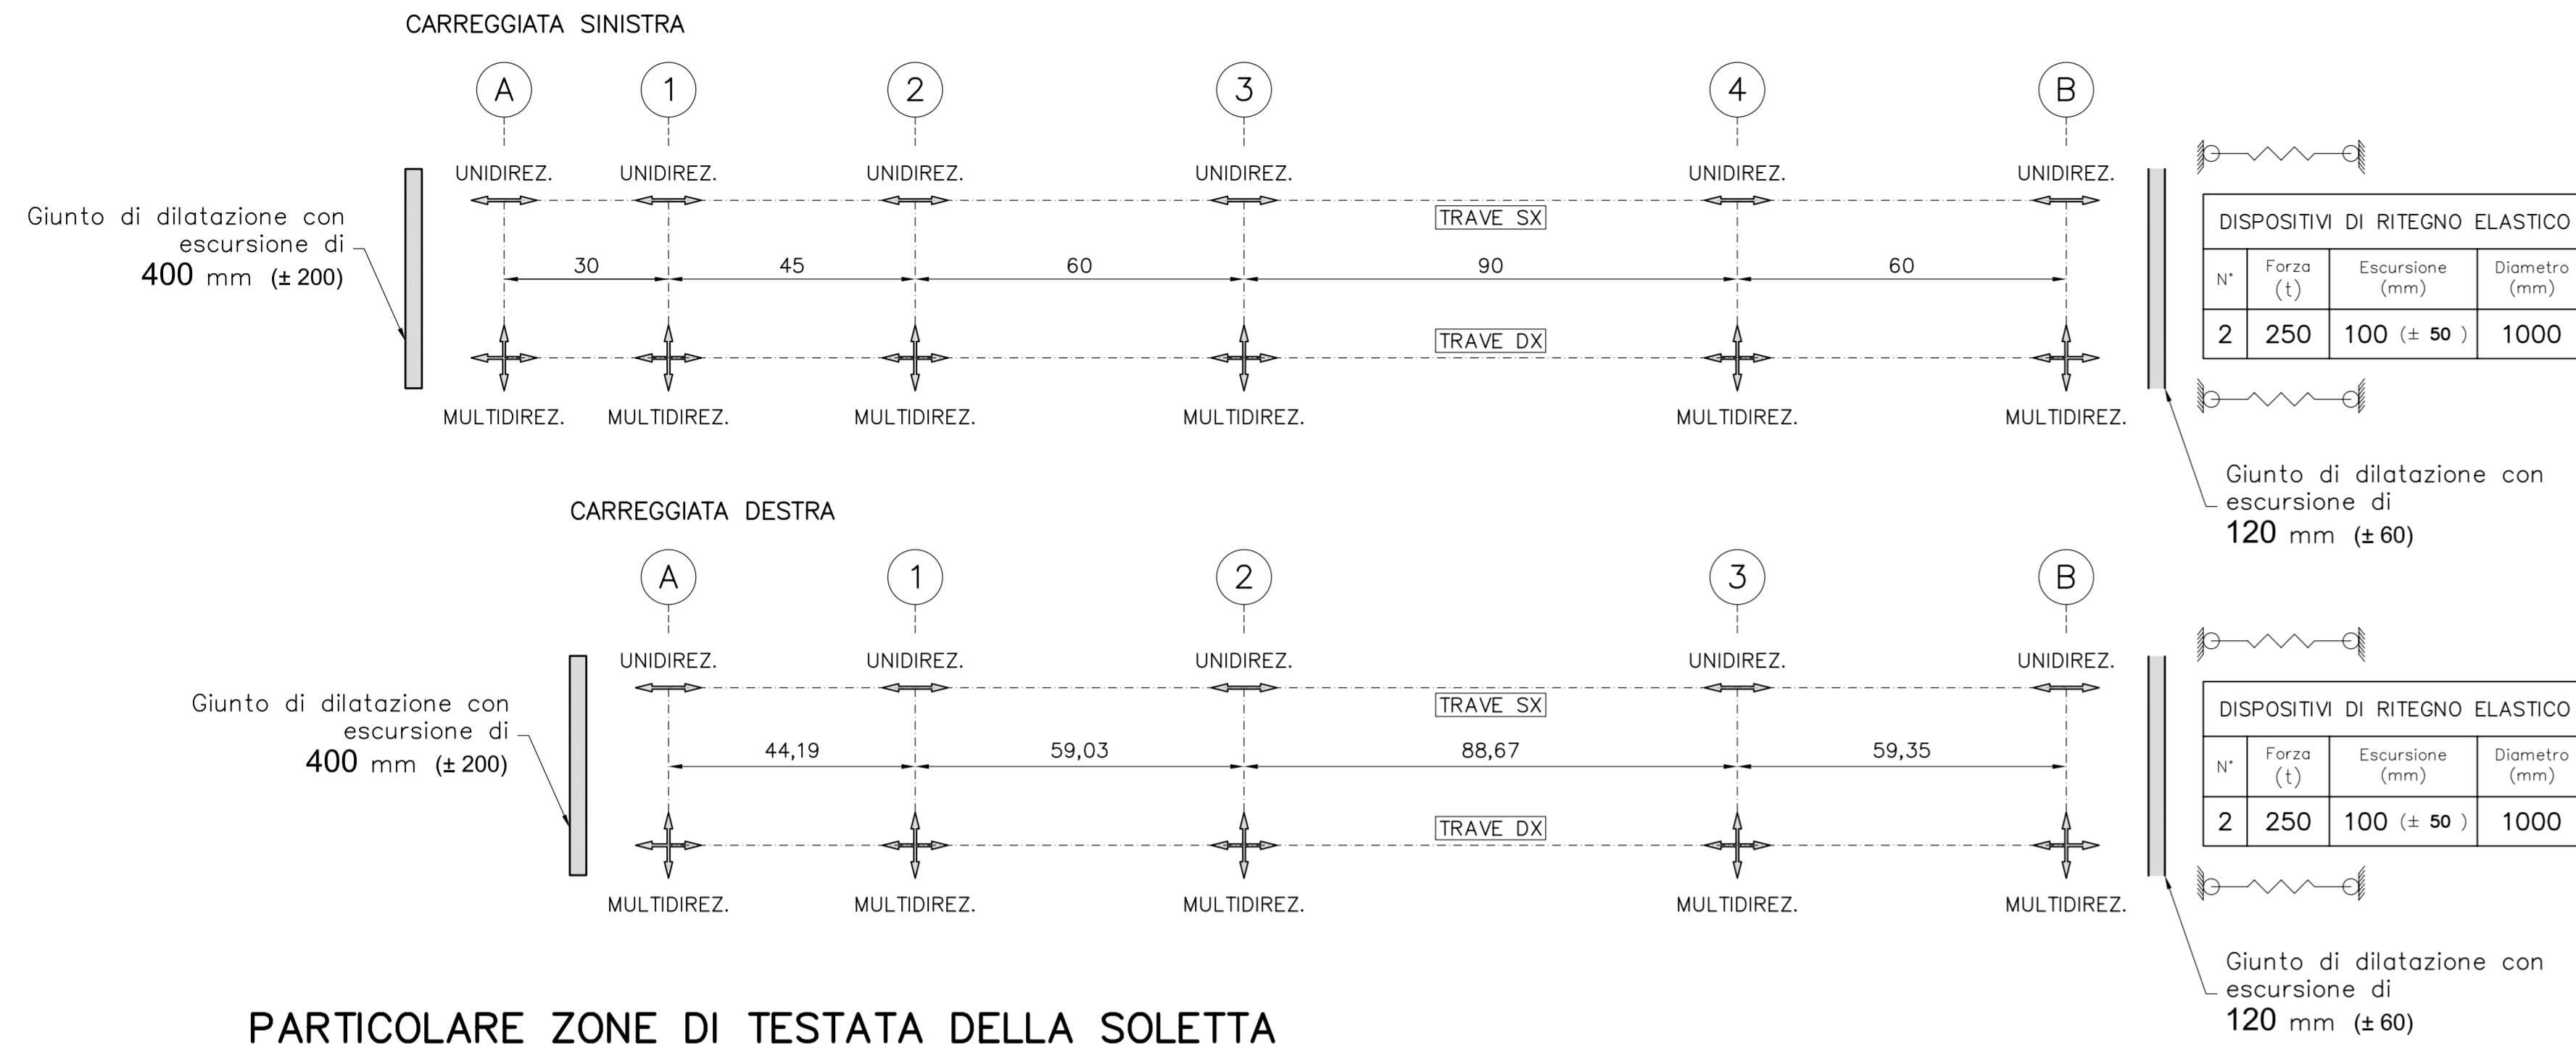 CARREGGIATA SINISTRA
A 1 2 3 4 B
UNIDIREZ. UNIDIREZ. UNIDIREZ. UNIDIREZ. UNIDIREZ. UNIDIREZ.
Giunto di dilatazione con
escursione di
400 mm (± 200)
TRAVE SX
30 45 60 90 60
TRAVE DX
MULTIDIREZ. MULTIDIREZ. MULTIDIREZ. MULTIDIREZ. MULTIDIREZ. MULTIDIREZ.
DISPOSITIVI DI RITEGNO ELASTICO
N° Forza (t) Escursione (mm) Diametro (mm)
2 250 100 (± 50 ) 1000
Giunto di dilatazione con
escursione di
120 mm (± 60)
CARREGGIATA DESTRA
A 1 2 3 B
UNIDIREZ. UNIDIREZ. UNIDIREZ. UNIDIREZ. UNIDIREZ.
Giunto di dilatazione con
escursione di
400 mm (± 200)
TRAVE SX
44,19 59,03 88,67 59,35
TRAVE DX
MULTIDIREZ. MULTIDIREZ. MULTIDIREZ. MULTIDIREZ. MULTIDIREZ.
DISPOSITIVI DI RITEGNO ELASTICO
N° Forza (t) Escursione (mm) Diametro (mm)
2 250 100 (± 50 ) 1000
Giunto di dilatazione con
escursione di
120 mm (± 60)
PARTICOLARE ZONE DI TESTATA DELLA SOLETTA